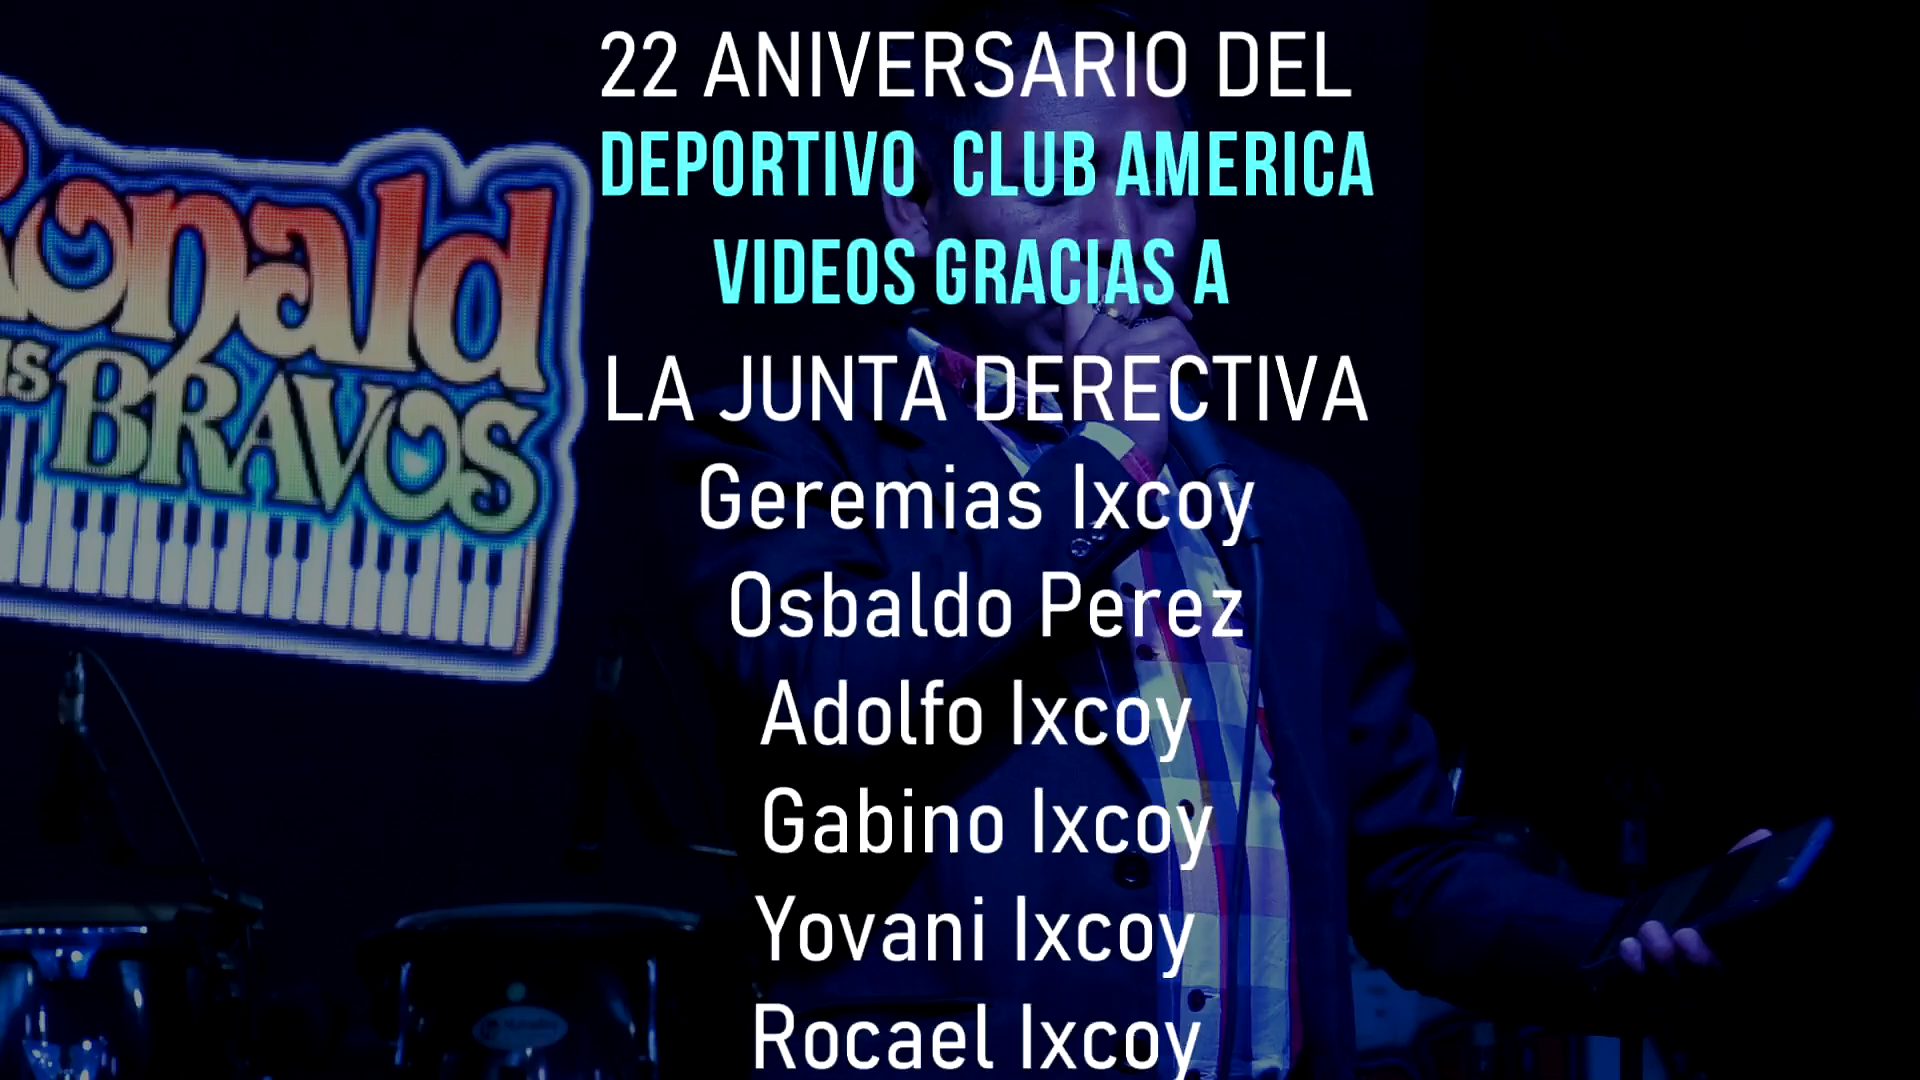 22 ANIVERSARIO DEL
DEPORTIVO CLUB AMERICA
VIDEOS GRACIAS A
LA JUNTA DERECTIVA
Geremias Ixcoy
Osbaldo Perez
Adolfo Ixcoy
Gabino Ixcoy
Yovani Ixcoy
Rocael Ixcoy
Ronald
BRAVOS